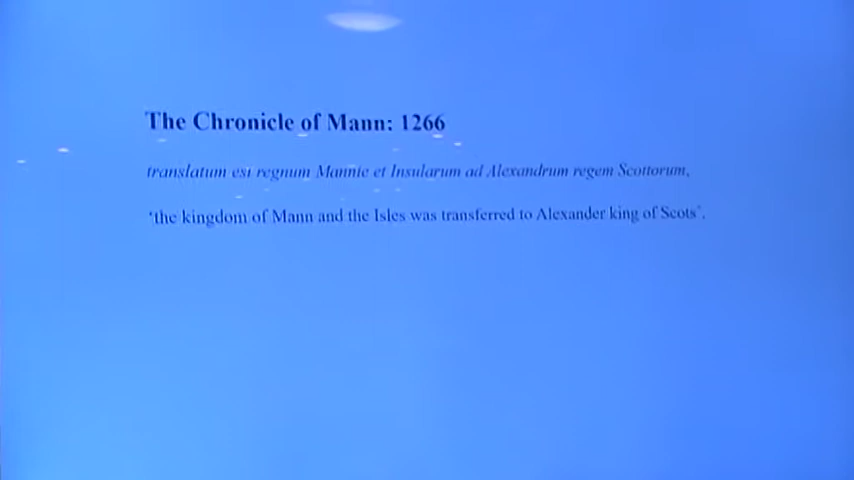 The Chronicle of Mann: 1266
translatum est regnum Mannie et Insularum ad Alexandrum regem Scottorum,
‘the kingdom of Mann and the Isles was transferred to Alexander king of Scots’.